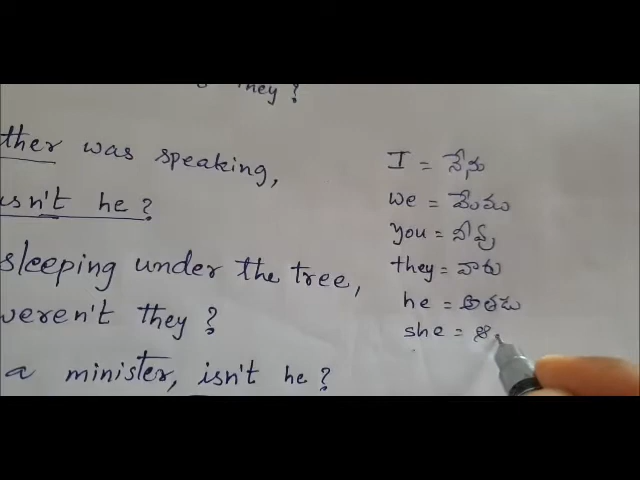 they?
ther was speaking,
isn't he?
sleeping under the tree,
weren't they?
a minister, isn't he?
I = నేను
we = మేము
you = నీవు
they = వారు
he = అతడు
she = ఆ